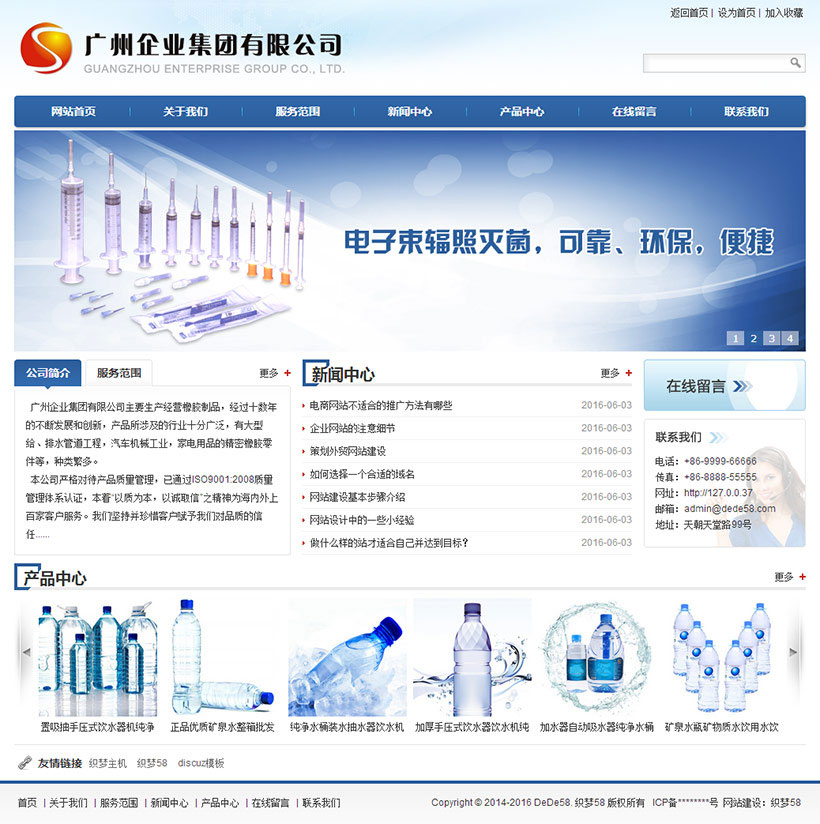 返回首页 | 设为首页 | 加入收藏
广州企业集团有限公司
GUANGZHOU ENTERPRISE GROUP CO., LTD.
网站首页 关于我们 服务范围 新闻中心 产品中心 在线留言 联系我们
电子束辐照灭菌，可靠、环保，便捷
1 2 3 4
公司简介 服务范围 更多 +
广州企业集团有限公司主要生产经营橡胶制品，经过十数年
的不断发展和创新，产品所涉及的行业十分广泛，有大型
给、排水管道工程，汽车机械工业，家电用品的精密橡胶零
件等，种类繁多。
本公司严格对待产品质量管理，已通过ISO9001:2008质量
管理体系认证，本着“以质为本，以诚取信”之精神为海内外上
百家客户服务。我们坚持并珍惜客户赋予我们对品质的信
任......
新闻中心 更多 +
电商网站不适合的推广方法有哪些 2016-06-03
企业网站的注意细节 2016-06-03
策划外贸网站建设 2016-06-03
如何选择一个合适的域名 2016-06-03
网站建设基本步骤介绍 2016-06-03
网站设计中的一些小经验 2016-06-03
做什么样的站才适合自己并达到目标？ 2016-06-03
在线留言
联系我们
电话：+86-9999-66666
传真：+86-8888-55555
网址：http://127.0.0.37
邮箱：admin@dede58.com
地址：天朝天堂路99号
产品中心 更多 +
置吸抽手压式饮水器机纯净 正品优质矿泉水整箱批发 纯净水桶装水抽水器饮水机 加厚手压式水器饮水机纯 加水器自动吸水器纯净水桶 矿泉水瓶矿物质水饮用水饮
友情链接 织梦主机 织梦58 discuz模板
首页 | 关于我们 | 服务范围 | 新闻中心 | 产品中心 | 在线留言 | 联系我们
Copyright © 2014-2016 DeDe58. 织梦58 版权所有 ICP备********号 网站建设：织梦58